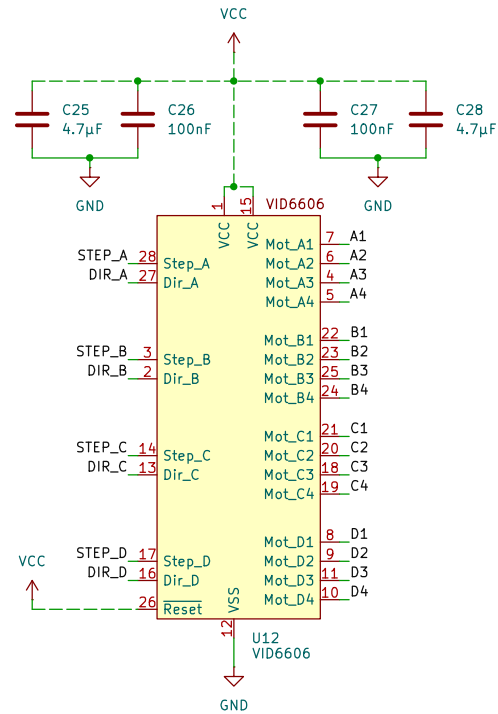 VCC
C25
4.7µF
C26
100nF
C27
100nF
C28
4.7µF
GND
GND
1
15
VID6606
VCC
VCC
STEP_A 28 Step_A
DIR_A 27 Dir_A
Mot_A1 7 A1
Mot_A2 6 A2
Mot_A3 4 A3
Mot_A4 5 A4
STEP_B 3 Step_B
DIR_B 2 Dir_B
Mot_B1 22 B1
Mot_B2 23 B2
Mot_B3 25 B3
Mot_B4 24 B4
STEP_C 14 Step_C
DIR_C 13 Dir_C
Mot_C1 21 C1
Mot_C2 20 C2
Mot_C3 18 C3
Mot_C4 19 C4
STEP_D 17 Step_D
DIR_D 16 Dir_D
Mot_D1 8 D1
Mot_D2 9 D2
Mot_D3 11 D3
Mot_D4 10 D4
VCC
26 Reset
VSS
12
U12
VID6606
GND